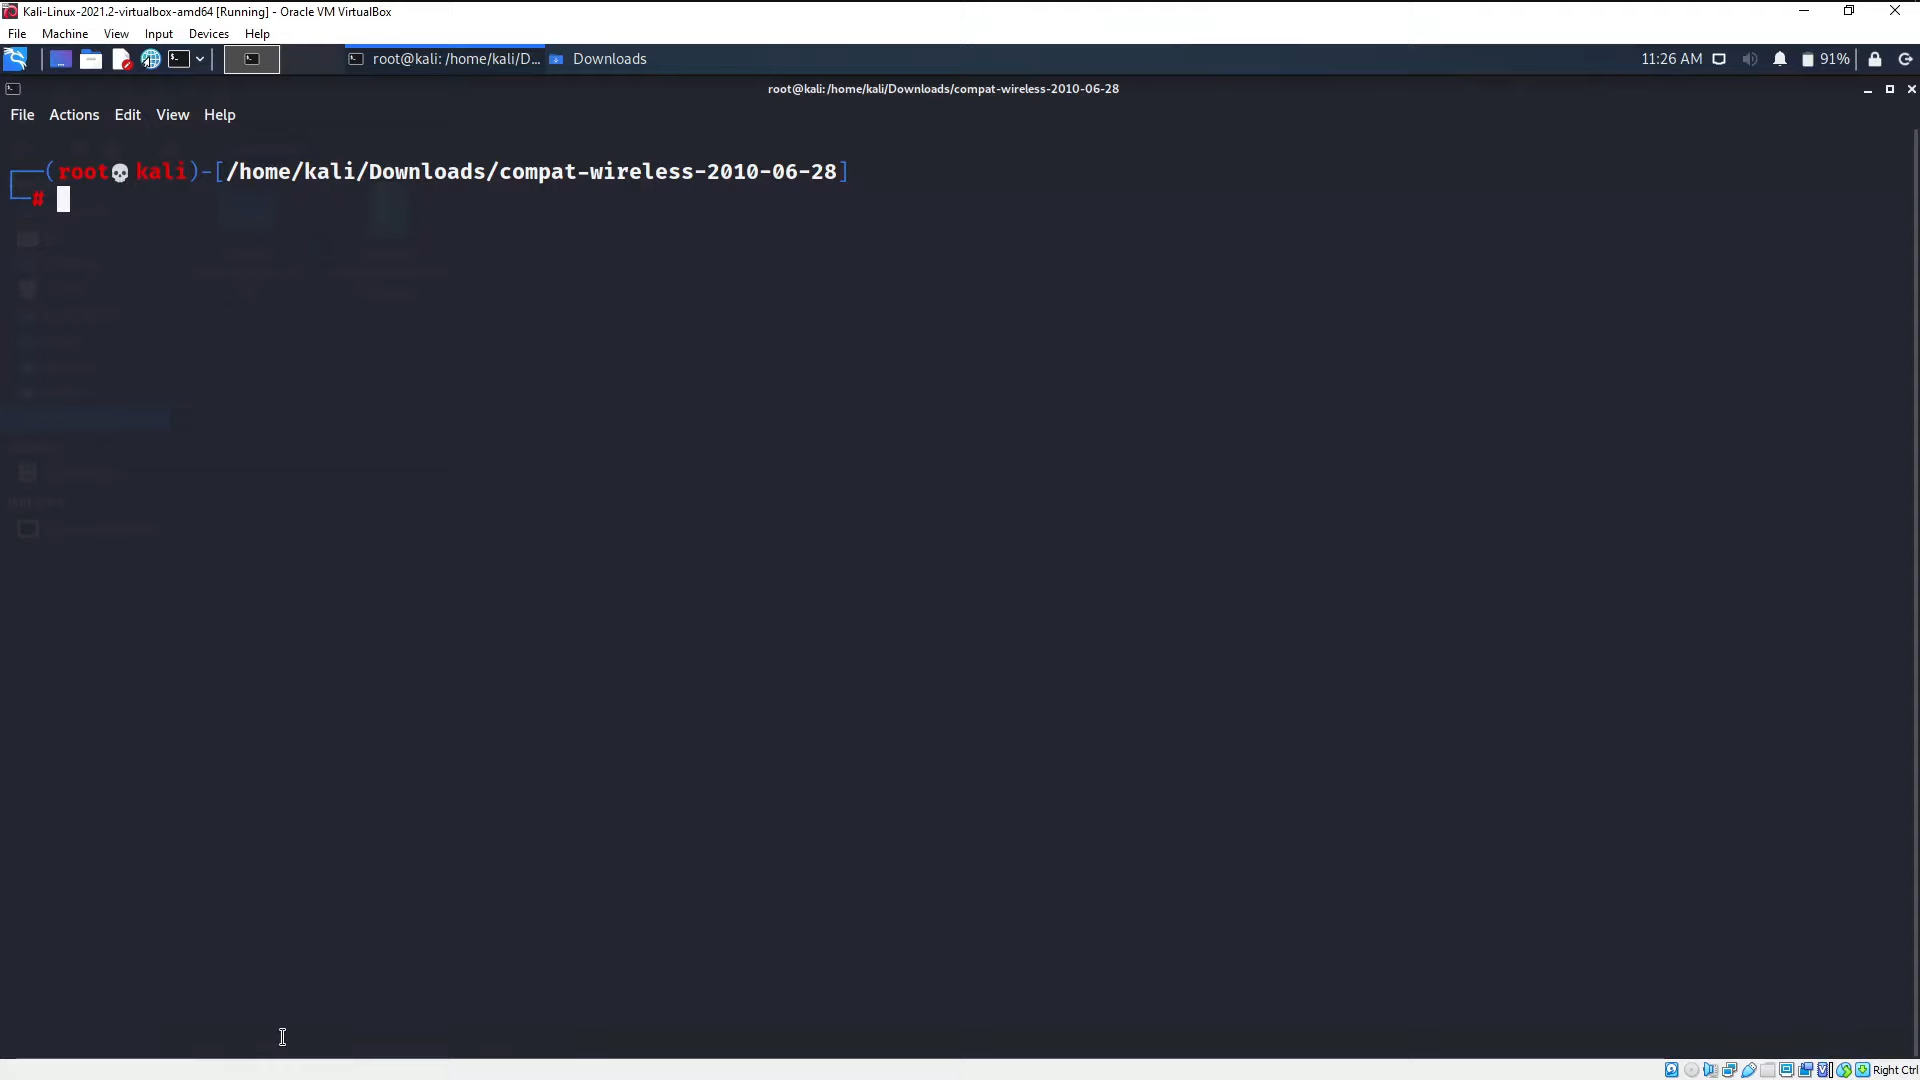 Kali-Linux-2021.2-virtualbox-amd64 [Running] - Oracle VM VirtualBox
File Machine View Input Devices Help
root@kali: /home/kali/D... Downloads 11:26 AM 91%
root@kali:/home/kali/Downloads/compat-wireless-2010-06-28
File Actions Edit View Help
┌──(root💀kali)-[/home/kali/Downloads/compat-wireless-2010-06-28]
└─#
Right Ctrl